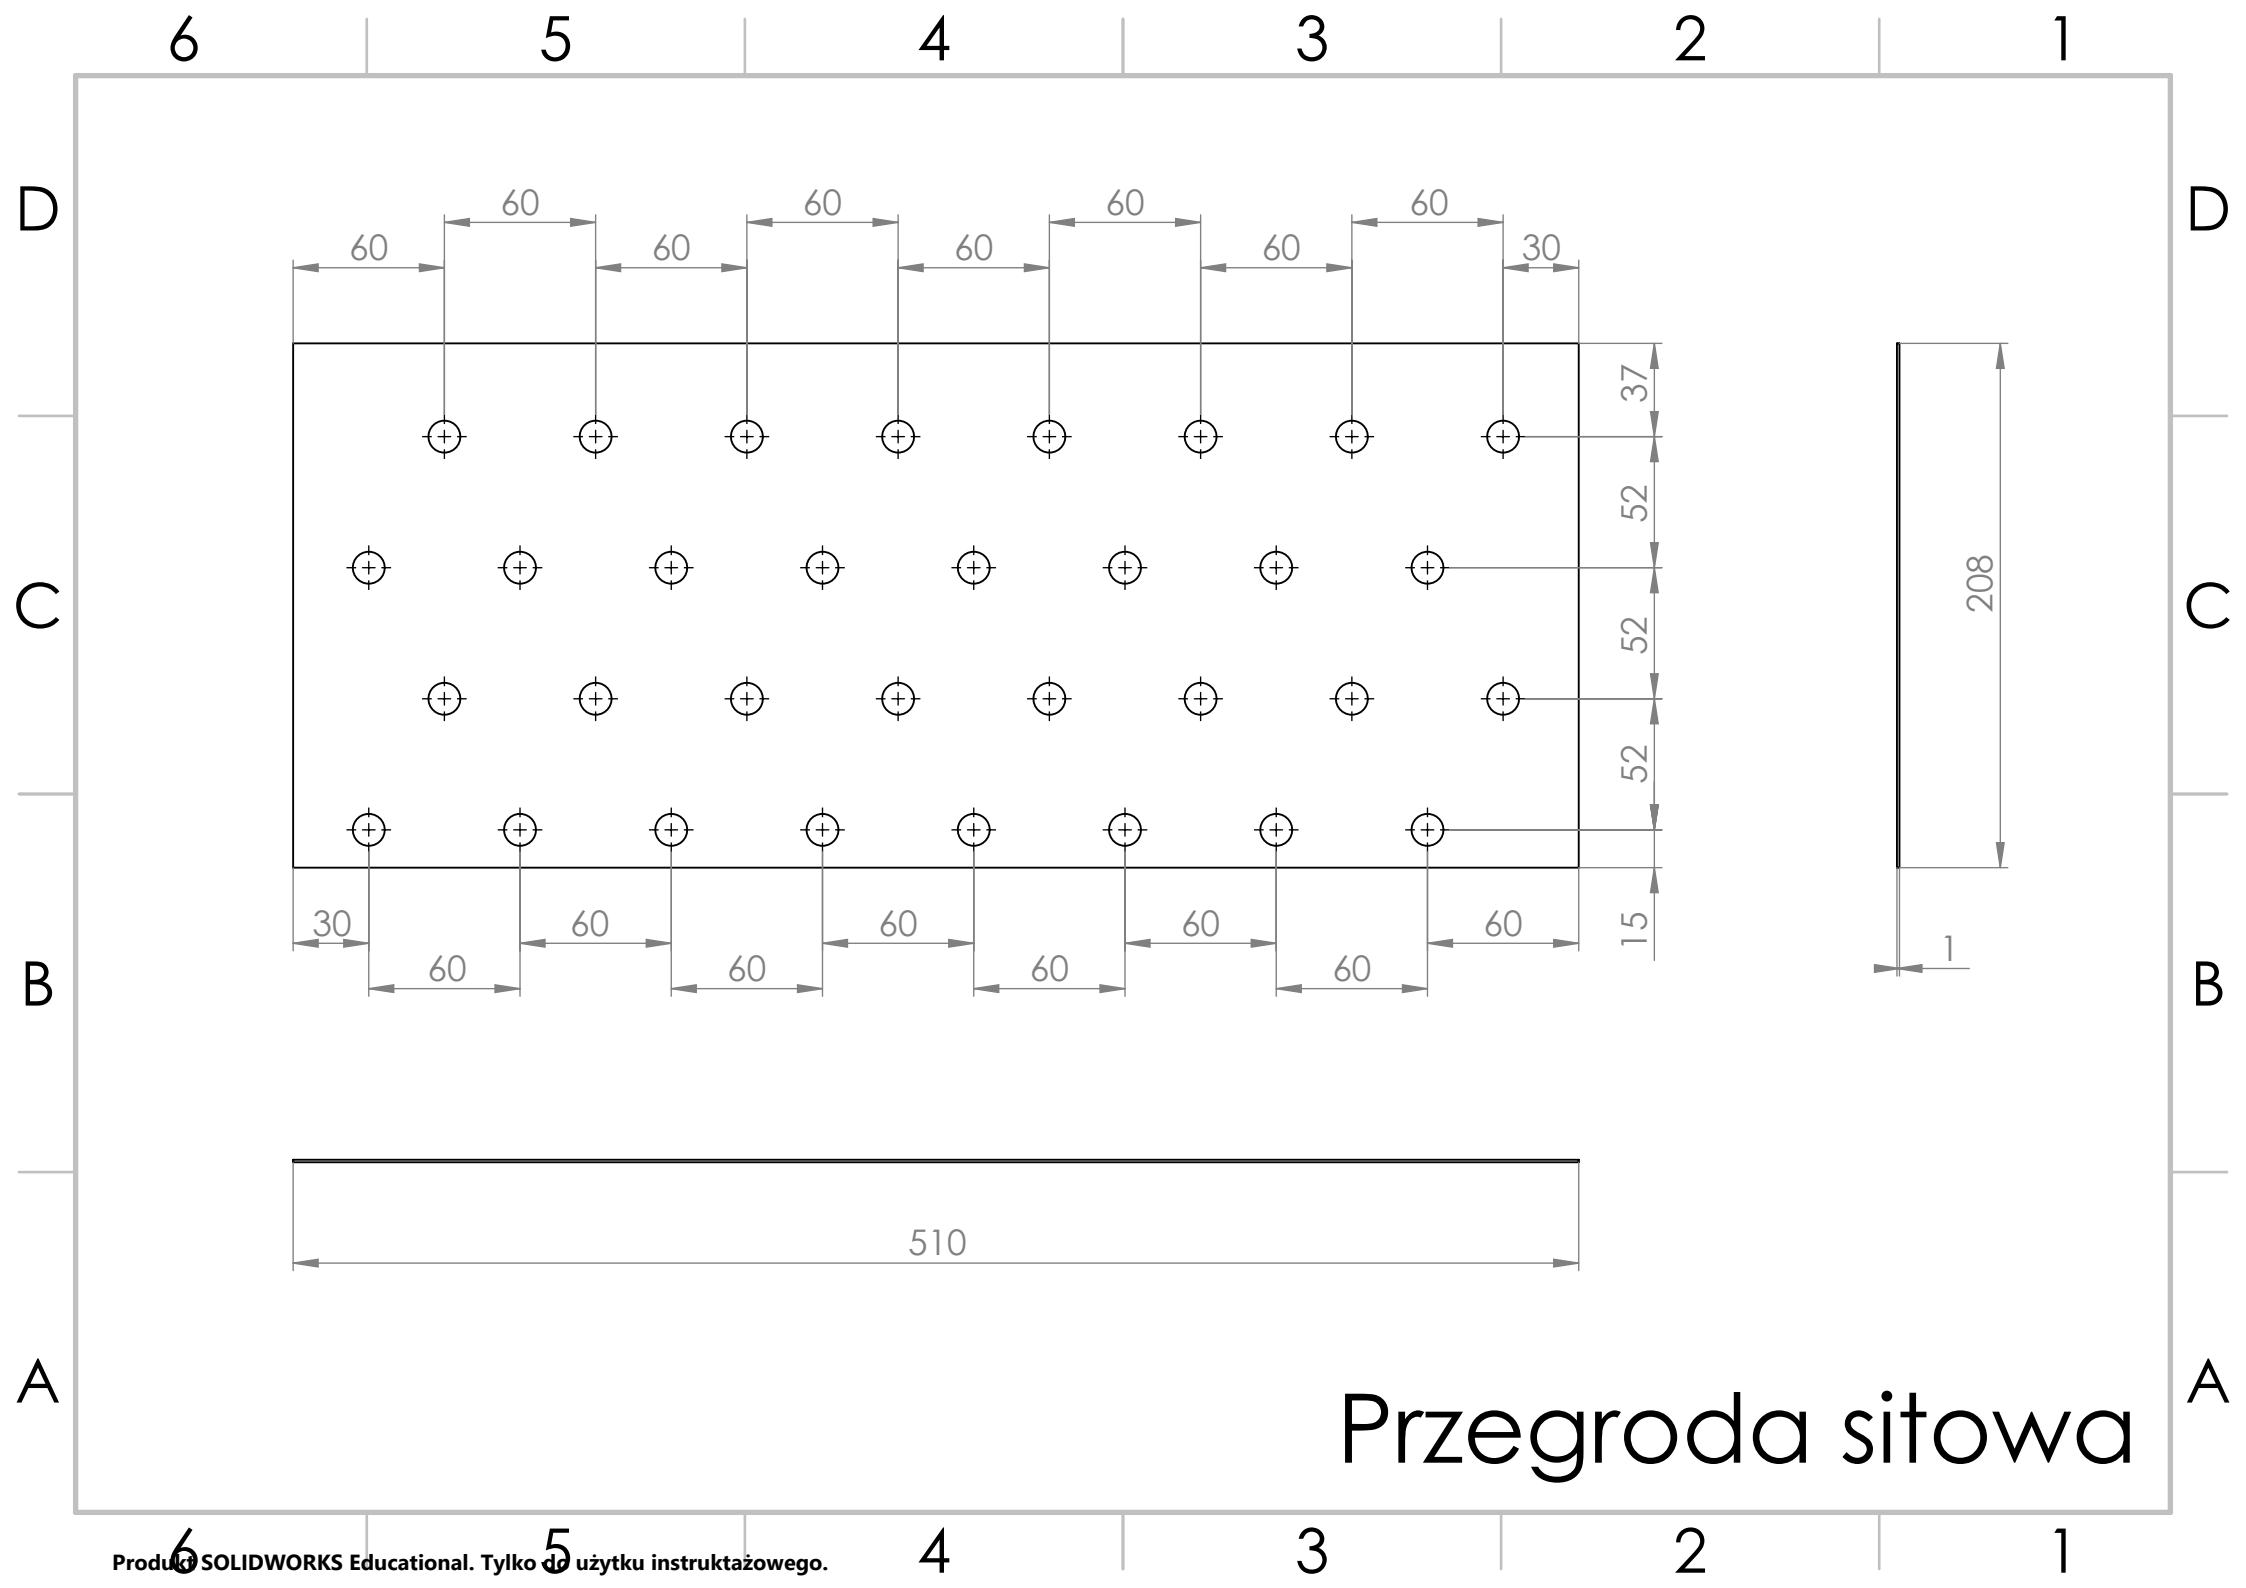 6 5 4 3 2 1
D D
60 60 60 60
60 60 60 60 30
37
52
C C
208
52
52
30 60 60 60 60
15
1
B B
60 60 60 60
510
A A
Przegroda sitowa
6 5 4 3 2 1
Produkt SOLIDWORKS Educational. Tylko do użytku instruktażowego.